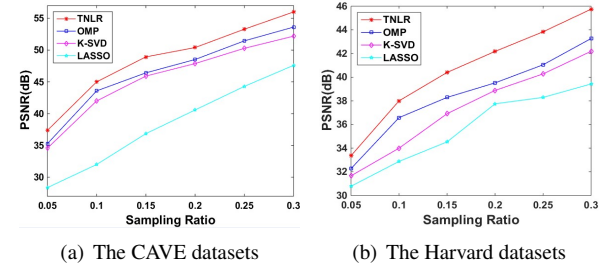 TNLR
OMP
K-SVD
LASSO
PSNR(dB)
55
50
45
40
35
30
0.05 0.1 0.15 0.2 0.25 0.3
Sampling Ratio
(a) The CAVE datasets
TNLR
OMP
K-SVD
LASSO
PSNR(dB)
46
44
42
40
38
36
34
32
30
0.05 0.1 0.15 0.2 0.25 0.3
Sampling Ratio
(b) The Harvard datasets